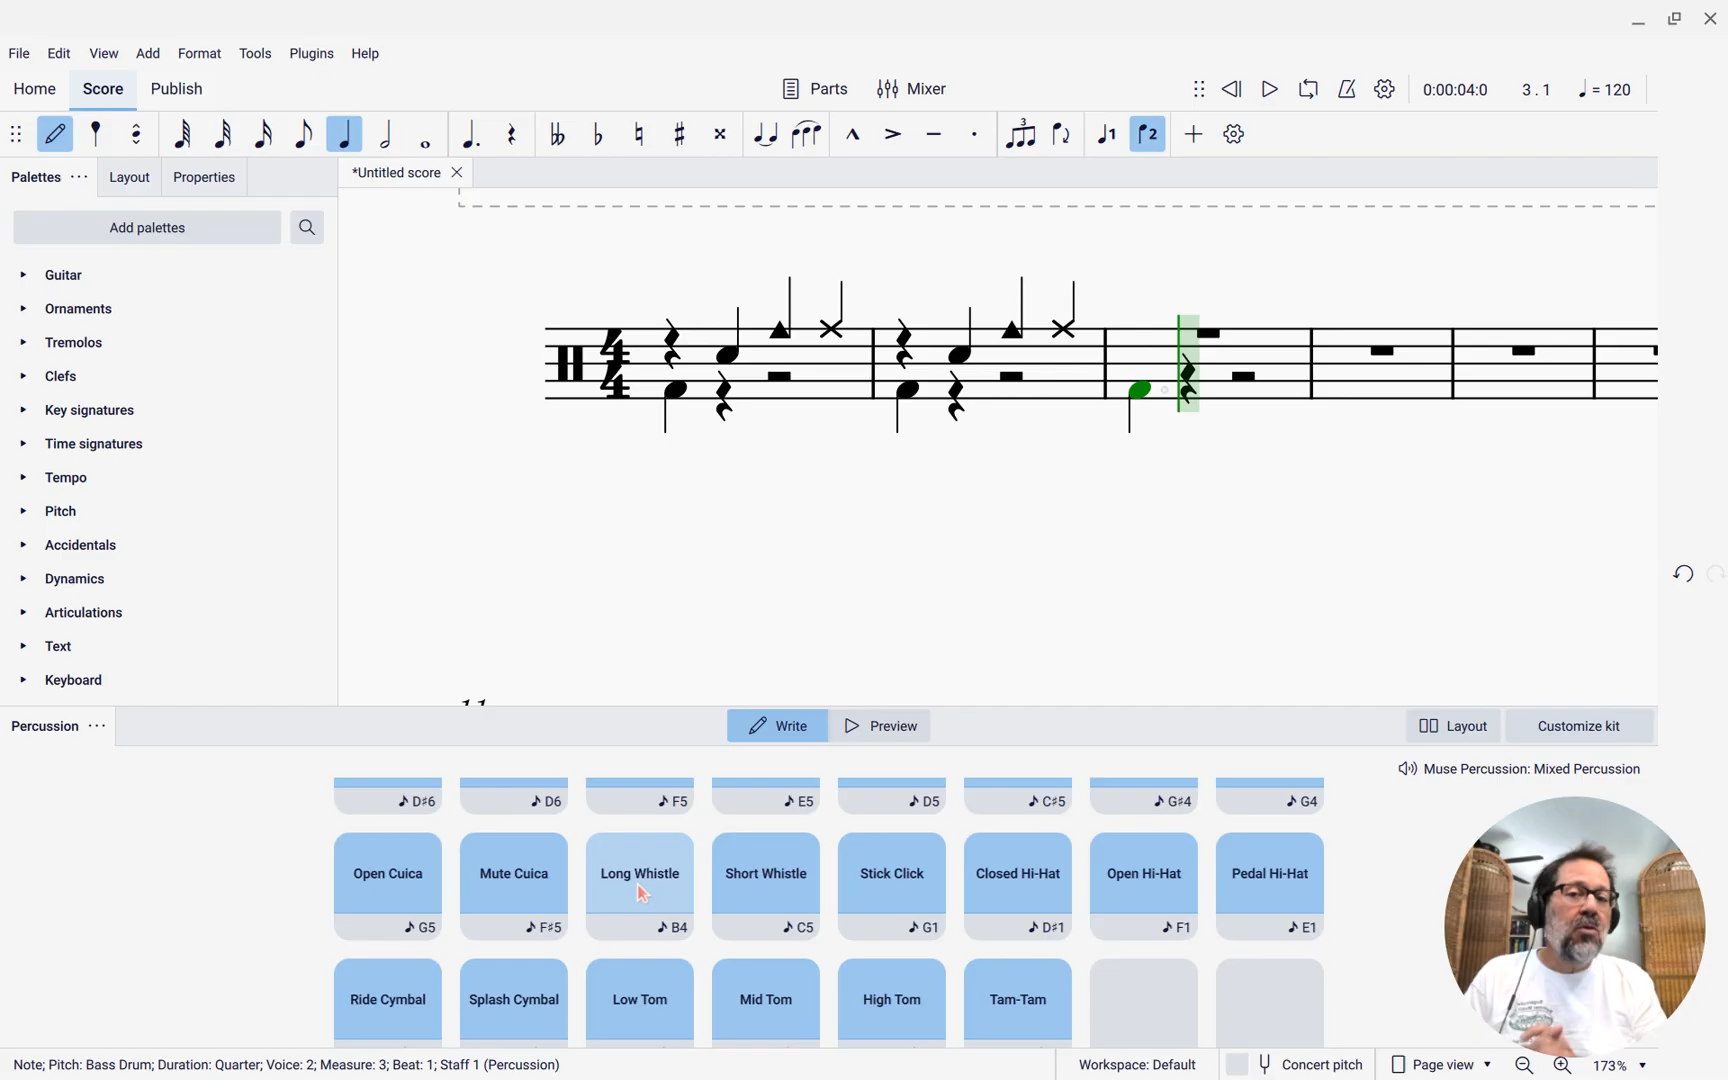 File Edit View Add Format Tools Plugins Help
Home Score Publish Parts Mixer 0:00:04:0 3 . 1 = 120
3 1 2
Palettes Layout Properties *Untitled score
Add palettes
Guitar
Ornaments
Tremolos
Clefs
Key signatures
Time signatures
Tempo
Pitch
Accidentals
Dynamics
Articulations
Text
Keyboard
4
4
Percussion Write Preview Layout Customize kit
Muse Percussion: Mixed Percussion
D♯6 D6 F5 E5 D5 C♯5 G♯4 G4
Open Cuica Mute Cuica Long Whistle Short Whistle Stick Click Closed Hi-Hat Open Hi-Hat Pedal Hi-Hat
G5 F♯5 B4 C5 G1 D♯1 F1 E1
Ride Cymbal Splash Cymbal Low Tom Mid Tom High Tom Tam-Tam
Note; Pitch: Bass Drum; Duration: Quarter; Voice: 2; Measure: 3; Beat: 1; Staff 1 (Percussion) Workspace: Default Concert pitch Page view 173%